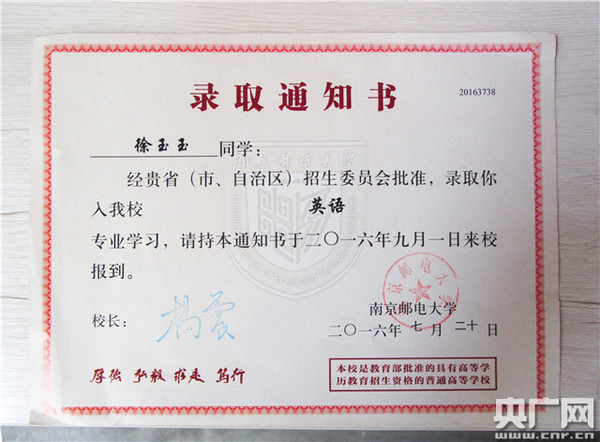 录取通知书
20163738
徐玉玉 同学：
经贵省（市、自治区）招生委员会批准，录取你
入我校 英语
专业学习，请持本通知书于二〇一六年九月一日来校
报到。
校长：
南京邮电大学
南京邮电大学
二〇一六年 七 月 二十 日
厚德 弘毅 求是 笃行
本校是教育部批准的具有高等学
历教育招生资格的普通高等学校
央广网
www.cnr.cn